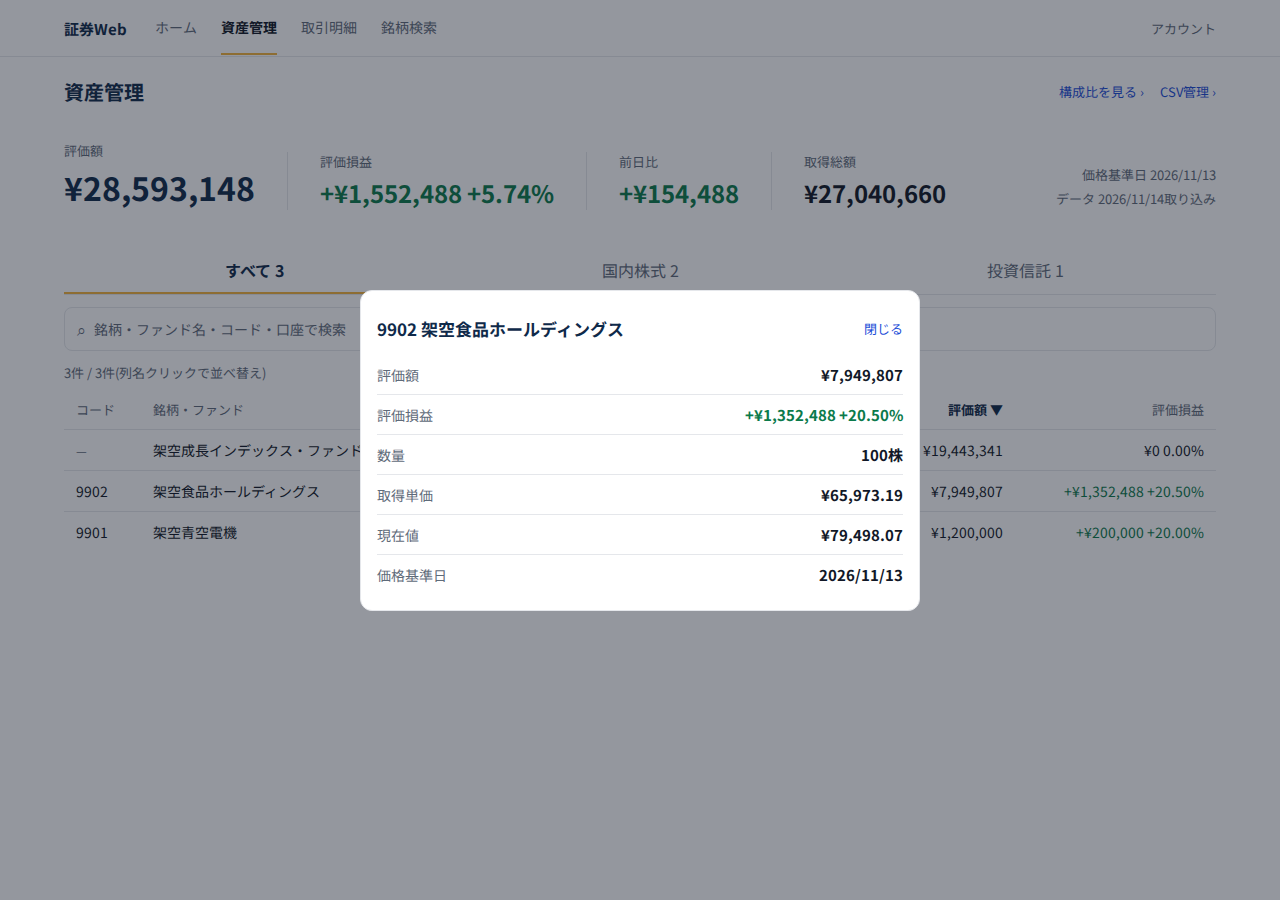 証券Web ホーム 資産管理 取引明細 銘柄検索 アカウント
資産管理 構成比を見る › CSV管理 ›
評価額 評価損益 前日比 取得総額
¥28,593,148 +¥1,552,488 +5.74% +¥154,488 ¥27,040,660
価格基準日 2026/11/13
データ 2026/11/14取り込み
すべて 3 国内株式 2 投資信託 1
銘柄・ファンド名・コード・口座で検索
3件 / 3件(列名クリックで並べ替え)
コード 銘柄・ファンド 評価額 ▼ 評価損益
— 架空成長インデックス・ファンド ¥19,443,341 ¥0 0.00%
9902 架空食品ホールディングス ¥7,949,807 +¥1,352,488 +20.50%
9901 架空青空電機 ¥1,200,000 +¥200,000 +20.00%
9902 架空食品ホールディングス 閉じる
評価額 ¥7,949,807
評価損益 +¥1,352,488 +20.50%
数量 100株
取得単価 ¥65,973.19
現在値 ¥79,498.07
価格基準日 2026/11/13